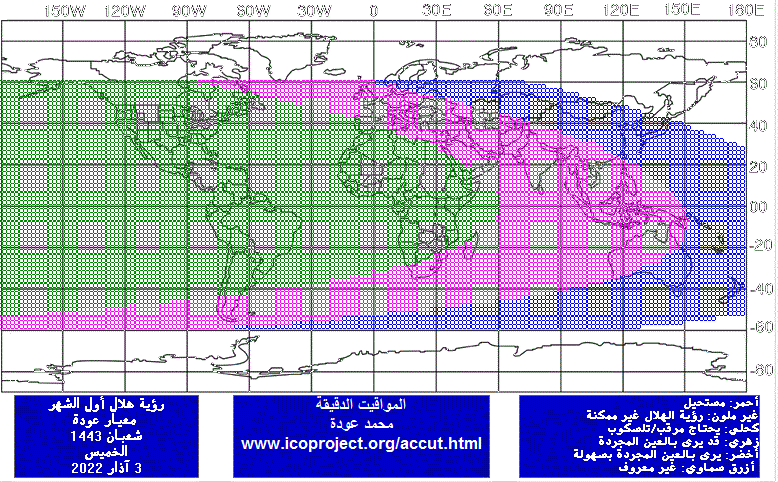 150W 120W 90W 60W 30W 0 30E 60E 90E 120E 150E 180E
80
60
40
20
00
-20
-40
-60
-80
رؤية هلال أول الشهر
معيار عودة
شعبان 1443
الخميس
3 آذار 2022
المواقيت الدقيقة
محمد عودة
www.icoproject.org/accut.html
أحمر: مستحيل
غير ملون: رؤية الهلال غير ممكنة
كحلي: يحتاج مرقب/تلسكوب
زهري: قد يرى بالعين المجردة
أخضر: يرى بالعين المجردة بسهولة
أزرق سماوي: غير معروف